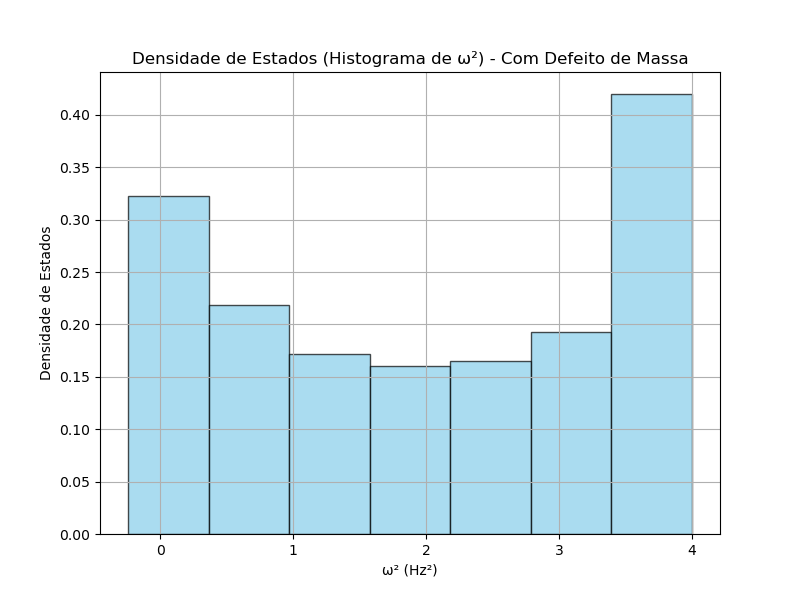 Densidade de Estados (Histograma de ω²) - Com Defeito de Massa
Densidade de Estados
0.40
0.35
0.30
0.25
0.20
0.15
0.10
0.05
0.00
0 1 2 3 4
ω² (Hz²)